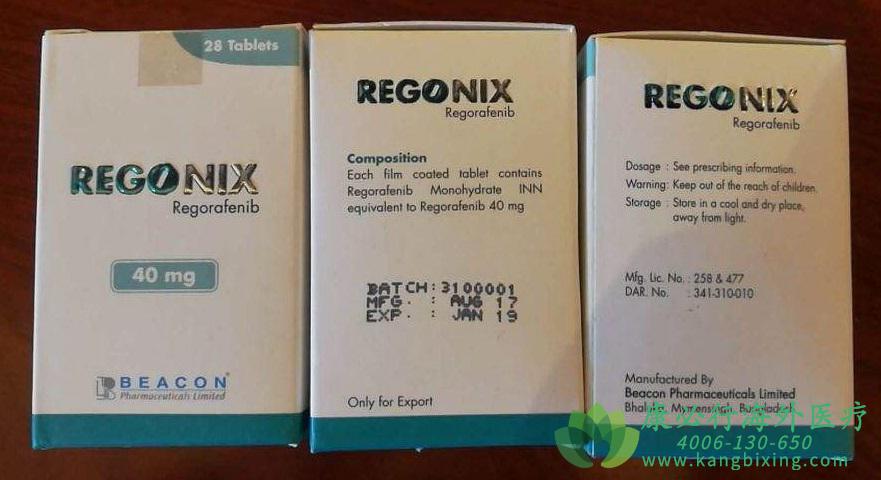 28 Tablets
REGONIX
Regorafenib
40 mg
BEACON
Pharmaceuticals Limited
REGONIX
Regorafenib
Composition
Each film coated tablet contains
Regorafenib Monohydrate INN
equivalent to Regorafenib 40 mg
BATCH:3100001
MFG. : AUG 17
EXP. : JAN 19
Only for Export
REGONIX
Regorafenib
Dosage : See prescribing information.
Warning: Keep out of the reach of children.
Storage : Store in a cool and dry place,
away from light.
Mfg. Lic. No. : 258 & 477
DAR. No. : 341-310-010
Manufactured By
Beacon Pharmaceuticals Limited
Mymensingh,
康必行海外医疗
4006-130-650
www.kangbixing.com